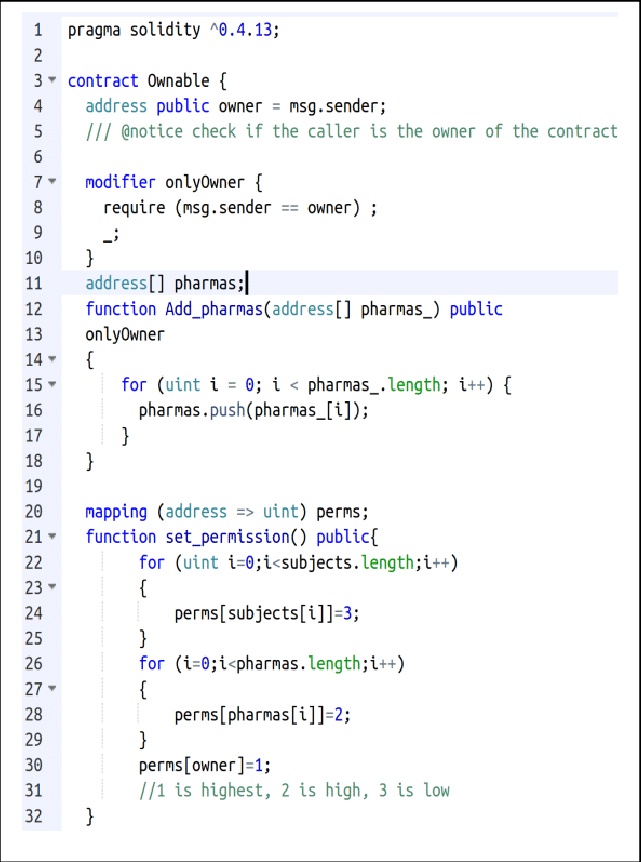 1 pragma solidity ^0.4.13;
2
3 contract Ownable {
4 address public owner = msg.sender;
5 /// @notice check if the caller is the owner of the contract
6
7 modifier onlyOwner {
8 require (msg.sender == owner) ;
9 _;
10 }
11 address[] pharmas;
12 function Add_pharmas(address[] pharmas_) public
13 onlyOwner
14 {
15 for (uint i = 0; i < pharmas_.length; i++) {
16 pharmas.push(pharmas_[i]);
17 }
18 }
19
20 mapping (address => uint) perms;
21 function set_permission() public{
22 for (uint i=0;i<subjects.length;i++)
23 {
24 perms[subjects[i]]=3;
25 }
26 for (i=0;i<pharmas.length;i++)
27 {
28 perms[pharmas[i]]=2;
29 }
30 perms[owner]=1;
31 //1 is highest, 2 is high, 3 is low
32 }